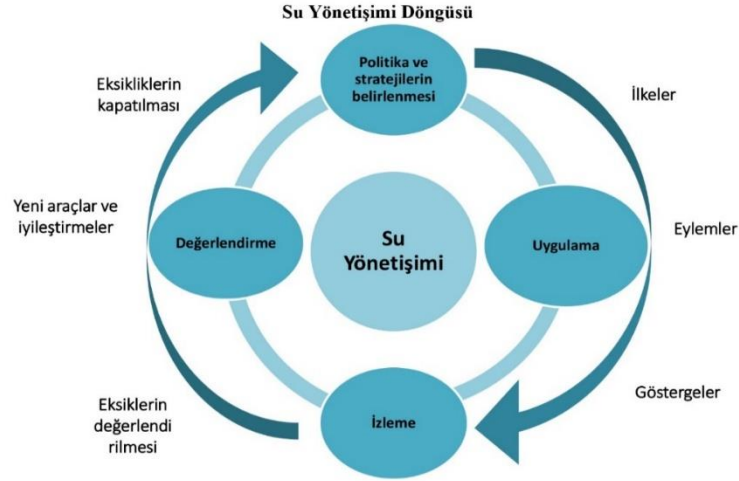 Su Yönetişimi Döngüsü
Politika ve
stratejilerin
belirlenmesi
Eksikliklerin
kapatılması
İlkeler
Yeni araçlar ve
iyileştirmeler
Değerlendirme
Su
Yönetişimi
Uygulama
Eylemler
Eksiklerin
değerlendi
rilmesi
İzleme
Göstergeler